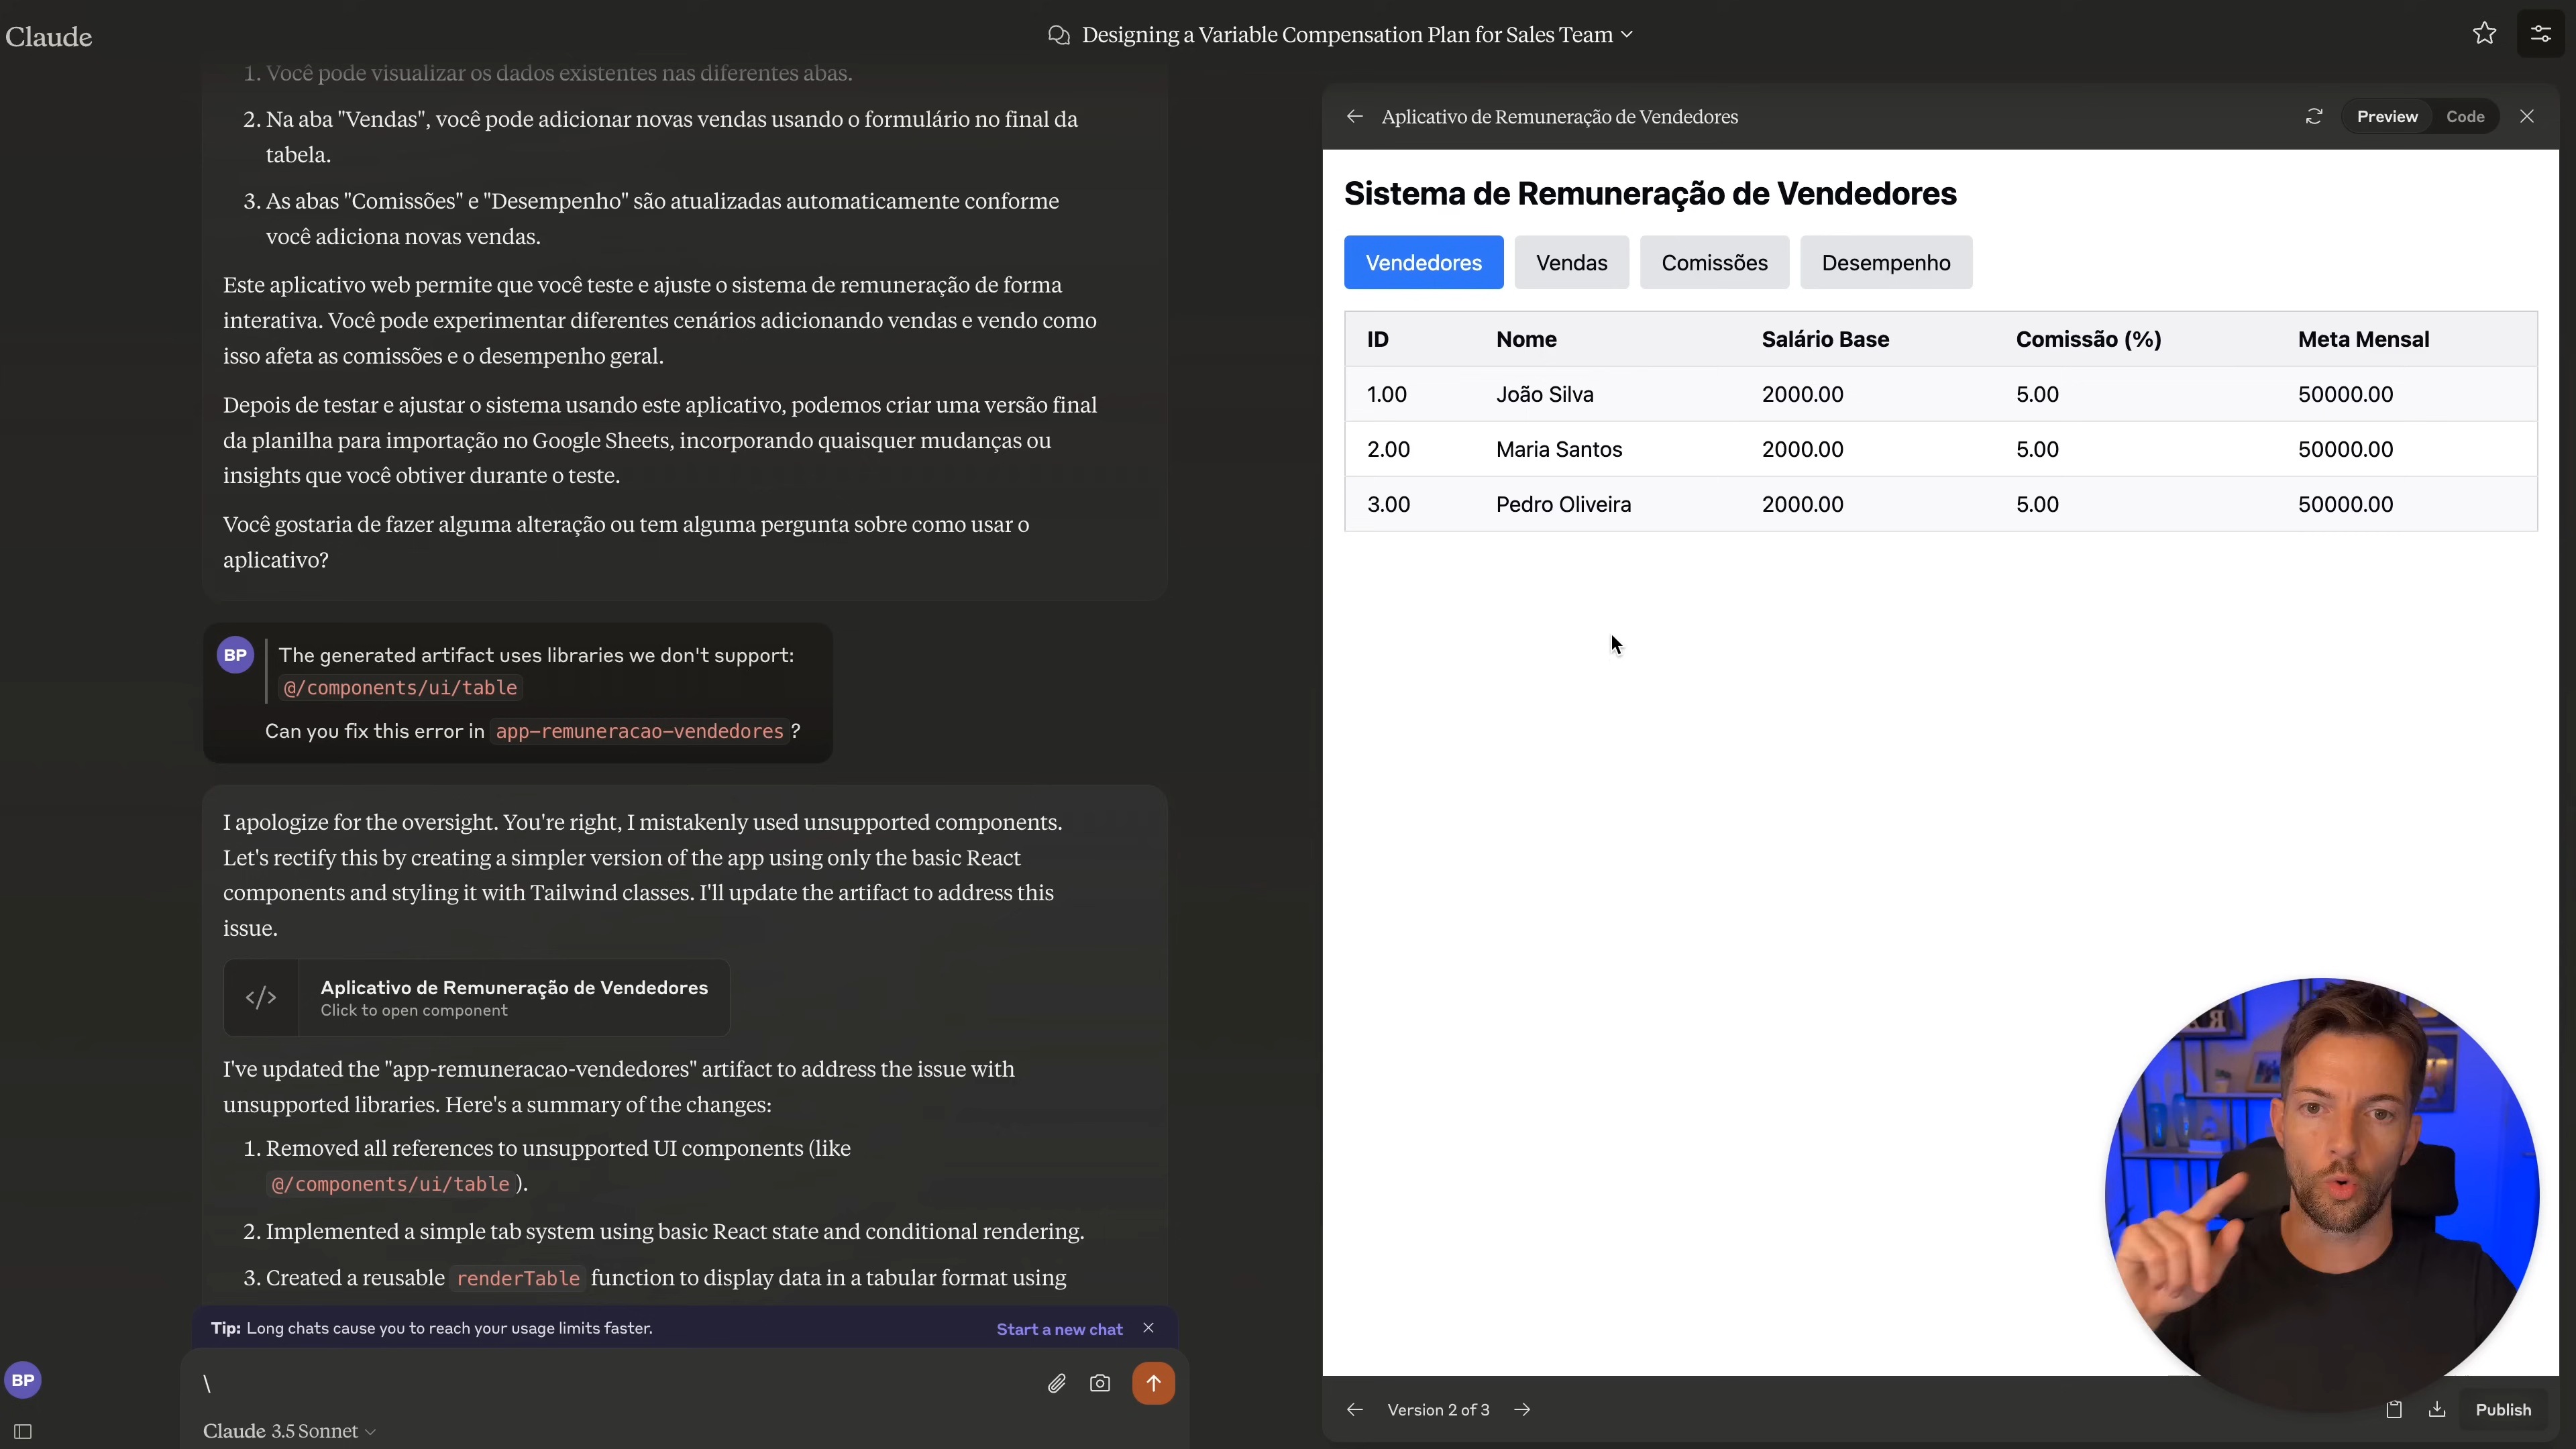 Claude
Designing a Variable Compensation Plan for Sales Team
1. Você pode visualizar os dados existentes nas diferentes abas.
2. Na aba "Vendas", você pode adicionar novas vendas usando o formulário no final da
tabela.
3. As abas "Comissões" e "Desempenho" são atualizadas automaticamente conforme
você adiciona novas vendas.
Este aplicativo web permite que você teste e ajuste o sistema de remuneração de forma
interativa. Você pode experimentar diferentes cenários adicionando vendas e vendo como
isso afeta as comissões e o desempenho geral.
Depois de testar e ajustar o sistema usando este aplicativo, podemos criar uma versão final
da planilha para importação no Google Sheets, incorporando quaisquer mudanças ou
insights que você obtiver durante o teste.
Você gostaria de fazer alguma alteração ou tem alguma pergunta sobre como usar o
aplicativo?
BP
The generated artifact uses libraries we don't support:
@/components/ui/table
Can you fix this error in app-remuneracao-vendedores ?
I apologize for the oversight. You're right, I mistakenly used unsupported components.
Let's rectify this by creating a simpler version of the app using only the basic React
components and styling it with Tailwind classes. I'll update the artifact to address this
issue.
</>
Aplicativo de Remuneração de Vendedores
Click to open component
I've updated the "app-remuneracao-vendedores" artifact to address the issue with
unsupported libraries. Here's a summary of the changes:
1. Removed all references to unsupported UI components (like
@/components/ui/table ).
2. Implemented a simple tab system using basic React state and conditional rendering.
3. Created a reusable renderTable function to display data in a tabular format using
Tip: Long chats cause you to reach your usage limits faster. Start a new chat
BP
\
Claude 3.5 Sonnet
Aplicativo de Remuneração de Vendedores
Preview Code
Sistema de Remuneração de Vendedores
Vendedores Vendas Comissões Desempenho
ID Nome Salário Base Comissão (%) Meta Mensal
1.00 João Silva 2000.00 5.00 50000.00
2.00 Maria Santos 2000.00 5.00 50000.00
3.00 Pedro Oliveira 2000.00 5.00 50000.00
Version 2 of 3
Publish